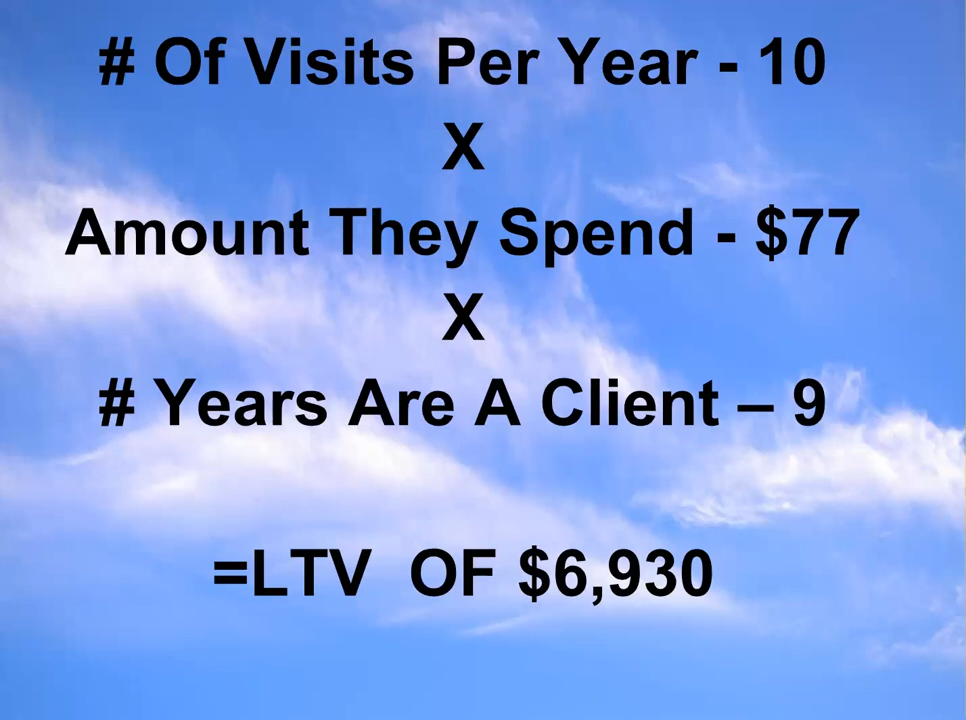 # Of Visits Per Year - 10
X
Amount They Spend - $77
X
# Years Are A Client – 9
=LTV OF $6,930